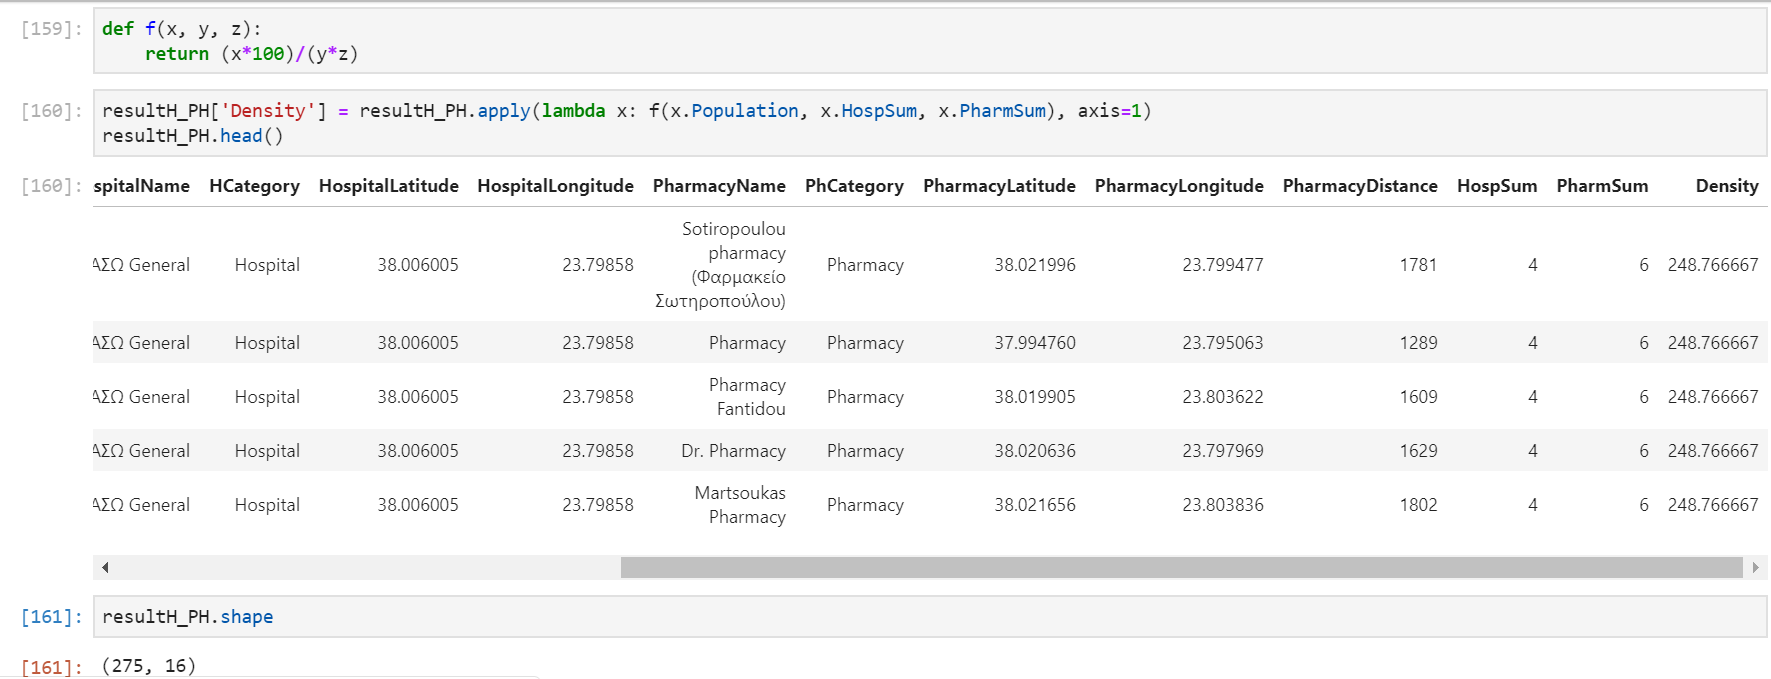 [159]: def f(x, y, z):
    return (x*100)/(y*z)
[160]: resultH_PH['Density'] = resultH_PH.apply(lambda x: f(x.Population, x.HospSum, x.PharmSum), axis=1)
resultH_PH.head()
[160]: spitalName HCategory HospitalLatitude HospitalLongitude PharmacyName PhCategory PharmacyLatitude PharmacyLongitude PharmacyDistance HospSum PharmSum Density
Sotiropoulou
pharmacy
ΑΣΩ General Hospital 38.006005 23.79858 (Φαρμακείο Pharmacy 38.021996 23.799477 1781 4 6 248.766667
Σωτηροπούλου)
ΑΣΩ General Hospital 38.006005 23.79858 Pharmacy Pharmacy 37.994760 23.795063 1289 4 6 248.766667
Pharmacy
ΑΣΩ General Hospital 38.006005 23.79858 Fantidou Pharmacy 38.019905 23.803622 1609 4 6 248.766667
ΑΣΩ General Hospital 38.006005 23.79858 Dr. Pharmacy Pharmacy 38.020636 23.797969 1629 4 6 248.766667
Martsoukas
ΑΣΩ General Hospital 38.006005 23.79858 Pharmacy Pharmacy 38.021656 23.803836 1802 4 6 248.766667
[161]: resultH_PH.shape
[161]: (275, 16)